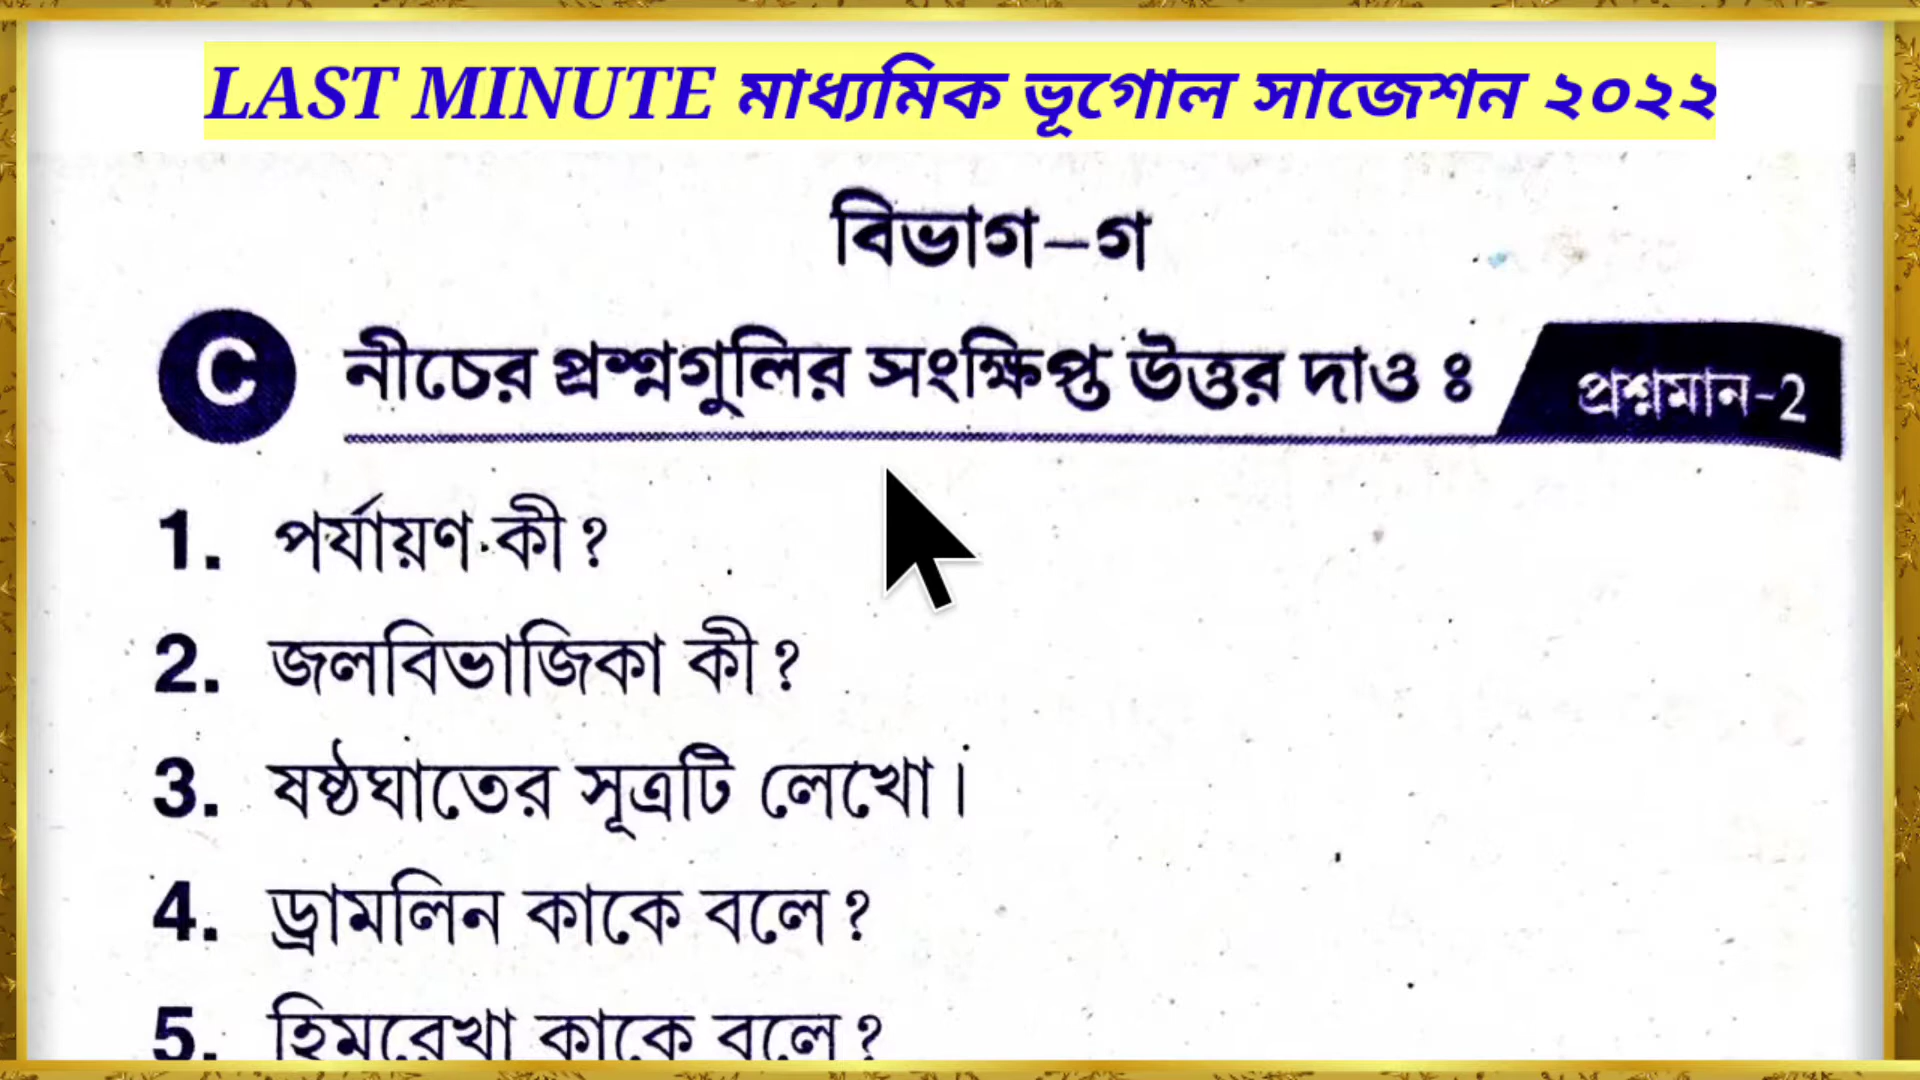 LAST MINUTE মাধ্যমিক ভূগোল সাজেশন ২০২২
বিভাগ–গ
C নীচের প্রশ্নগুলির সংক্ষিপ্ত উত্তর দাও ঃ প্রশ্নমান-2
1. পর্যায়ণ কী?
2. জলবিভাজিকা কী?
3. ষষ্ঠঘাতের সূত্রটি লেখো।
4. ড্রামলিন কাকে বলে?
5. হিমরেখা কাকে বলে?